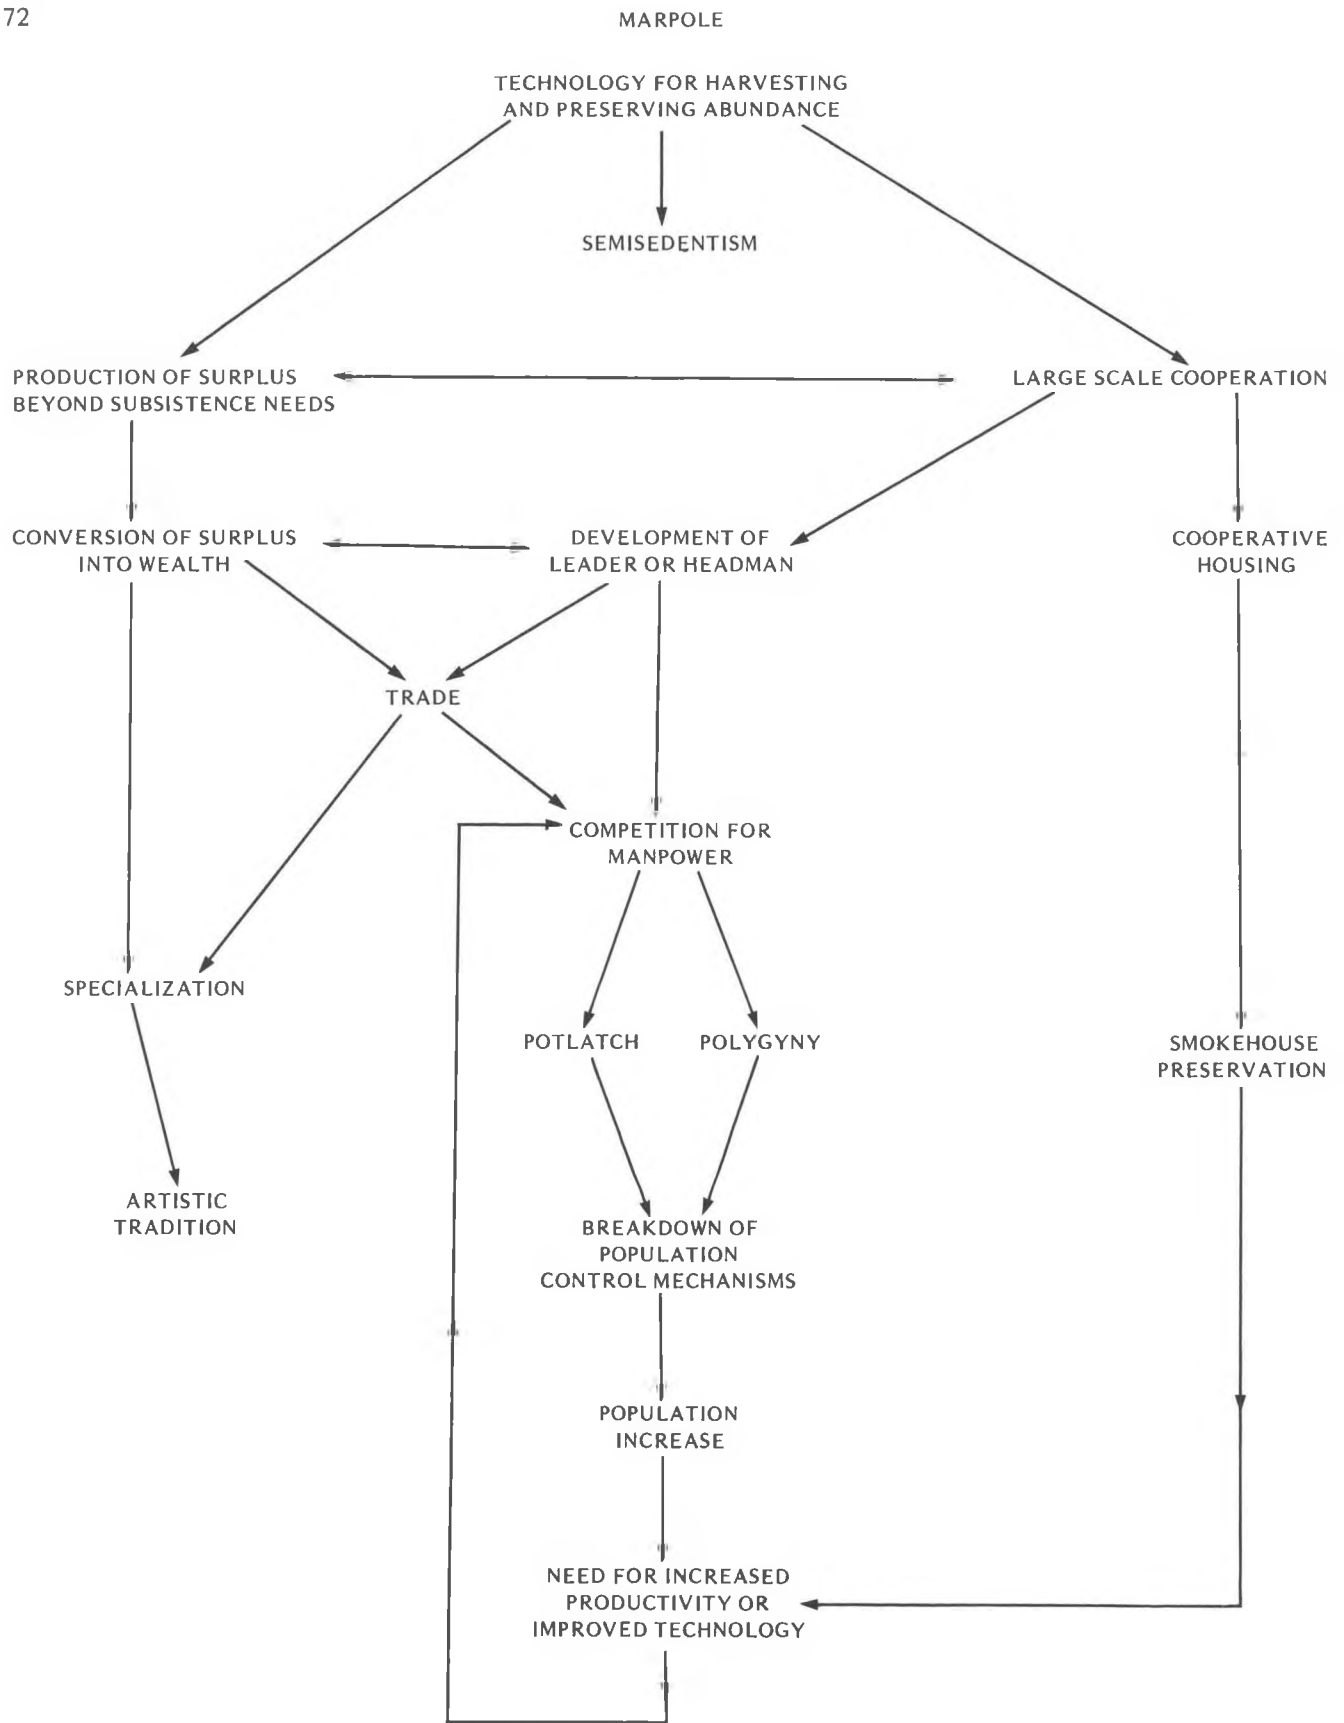 72
MARPOLE
TECHNOLOGY FOR HARVESTING
AND PRESERVING ABUNDANCE
SEMISEDENTISM
PRODUCTION OF SURPLUS
BEYOND SUBSISTENCE NEEDS
LARGE SCALE COOPERATION
CONVERSION OF SURPLUS
INTO WEALTH
DEVELOPMENT OF
LEADER OR HEADMAN
COOPERATIVE
HOUSING
TRADE
COMPETITION FOR
MANPOWER
SPECIALIZATION
POTLATCH
POLYGYNY
SMOKEHOUSE
PRESERVATION
ARTISTIC
TRADITION
BREAKDOWN OF
POPULATION
CONTROL MECHANISMS
POPULATION
INCREASE
NEED FOR INCREASED
PRODUCTIVITY OR
IMPROVED TECHNOLOGY